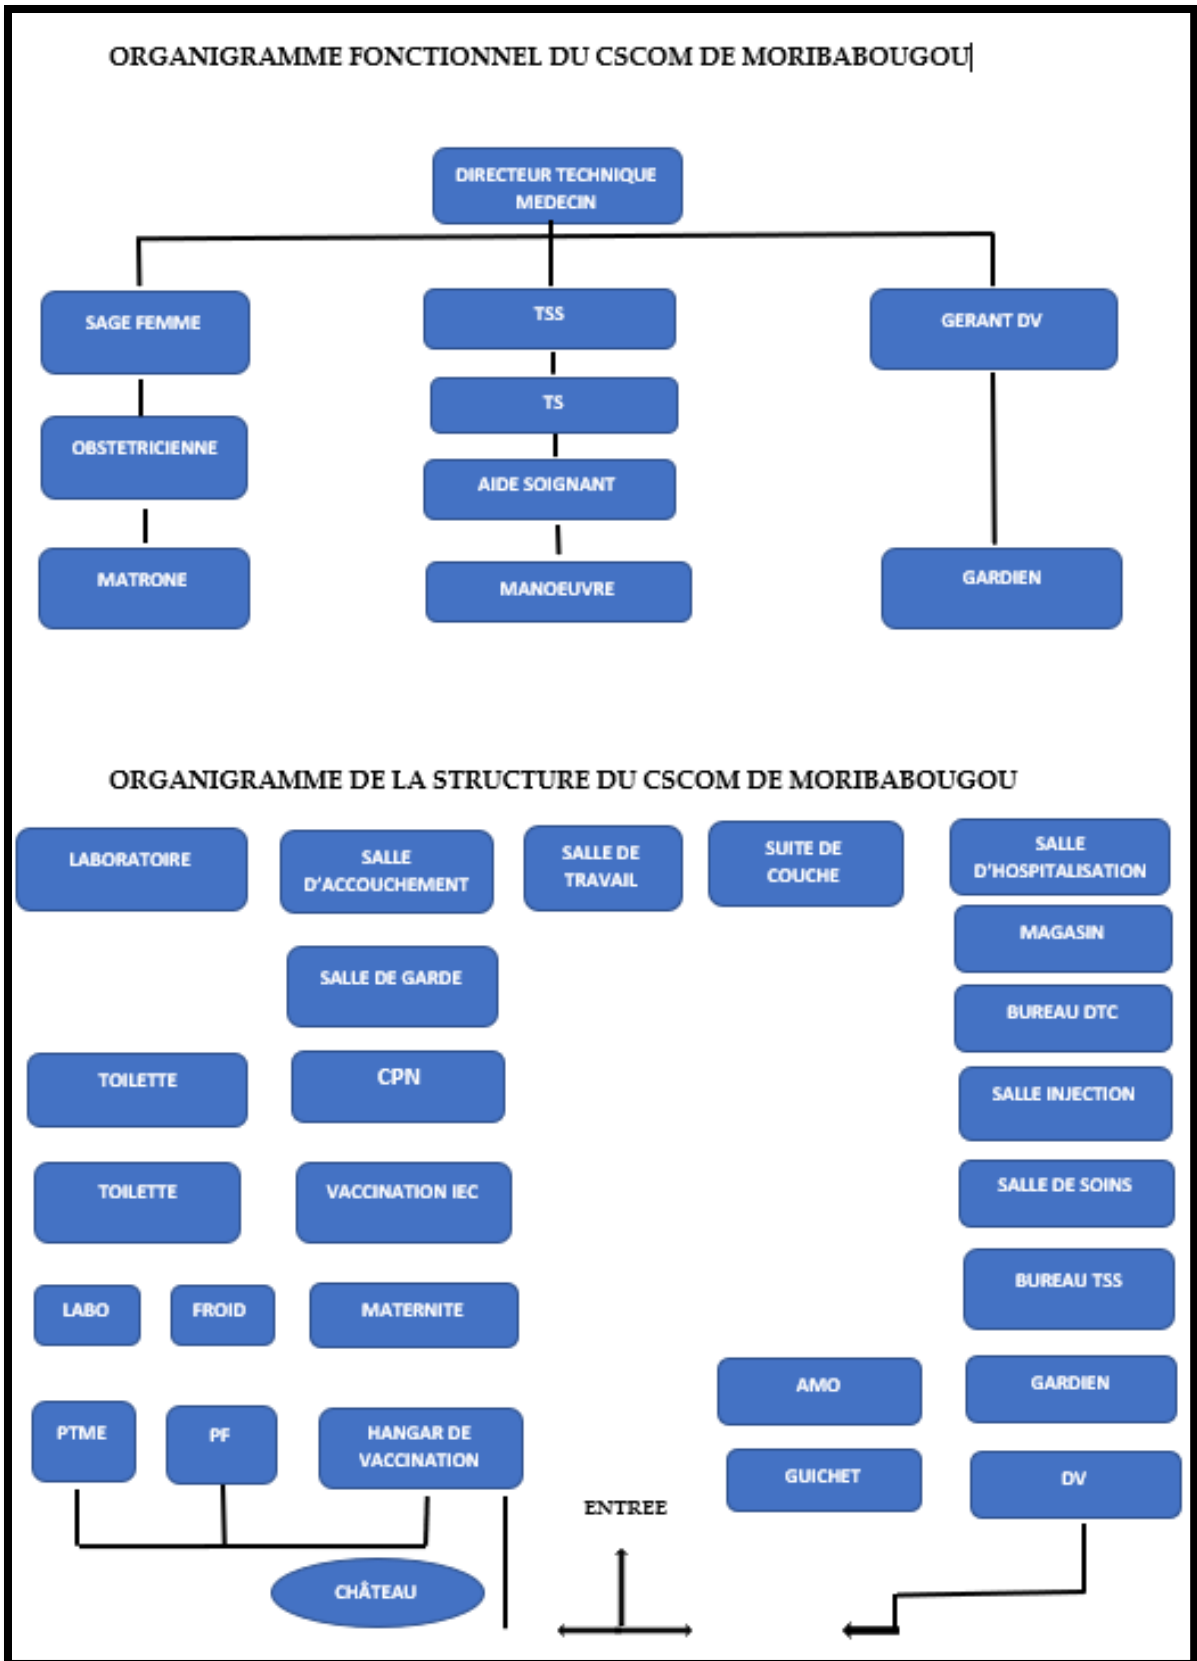 ORGANIGRAMME FONCTIONNEL DU CSCOM DE MORIBABOUGOU
DIRECTEUR TECHNIQUE
MEDECIN
SAGE FEMME
TSS
GERANT DV
TS
OBSTETRICIENNE
AIDE SOIGNANT
MATRONE
MANOEUVRE
GARDIEN
ORGANIGRAMME DE LA STRUCTURE DU CSCOM DE MORIBABOUGOU
LABORATOIRE
SALLE
D'ACCOUCHEMENT
SALLE DE
TRAVAIL
SUITE DE
COUCHE
SALLE
D'HOSPITALISATION
MAGASIN
SALLE DE GARDE
BUREAU DTC
TOILETTE
CPN
SALLE INJECTION
TOILETTE
VACCINATION IEC
SALLE DE SOINS
LABO
FROID
MATERNITE
BUREAU TSS
AMO
GARDIEN
PTME
PF
HANGAR DE
VACCINATION
GUICHET
DV
ENTREE
CHÂTEAU